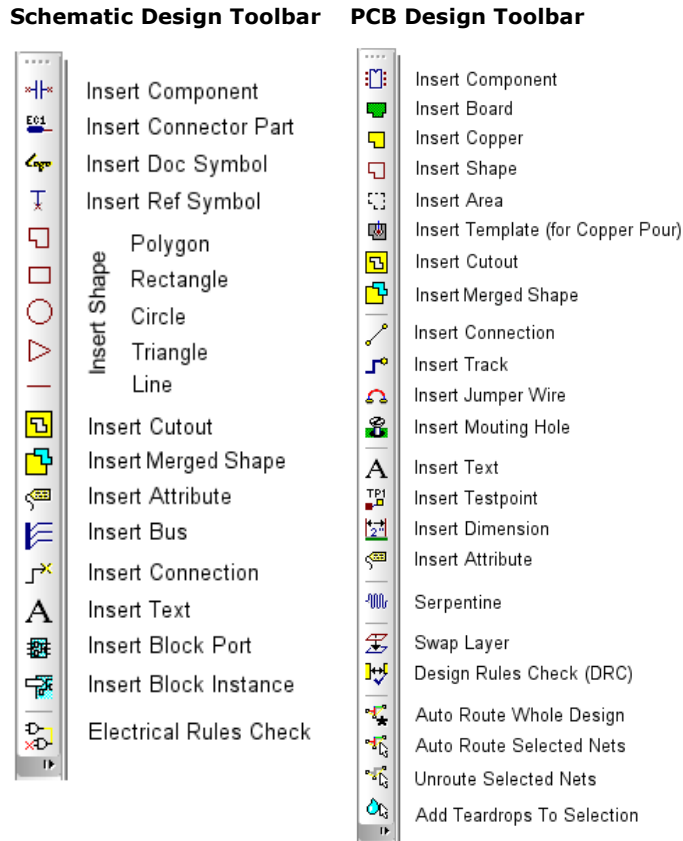 Schematic Design Toolbar
Insert Component
EC1
Insert Connector Part
Logo
Insert Doc Symbol
Insert Ref Symbol
Insert Shape
Polygon
Rectangle
Circle
Triangle
Line
Insert Cutout
Insert Merged Shape
Insert Attribute
Insert Bus
Insert Connection
A
Insert Text
Insert Block Port
Insert Block Instance
Electrical Rules Check
PCB Design Toolbar
Insert Component
Insert Board
Insert Copper
Insert Shape
Insert Area
Insert Template (for Copper Pour)
Insert Cutout
Insert Merged Shape
Insert Connection
Insert Track
Insert Jumper Wire
Insert Mouting Hole
A
Insert Text
TP1
Insert Testpoint
2"
Insert Dimension
Insert Attribute
Serpentine
Swap Layer
Design Rules Check (DRC)
Auto Route Whole Design
Auto Route Selected Nets
Unroute Selected Nets
Add Teardrops To Selection